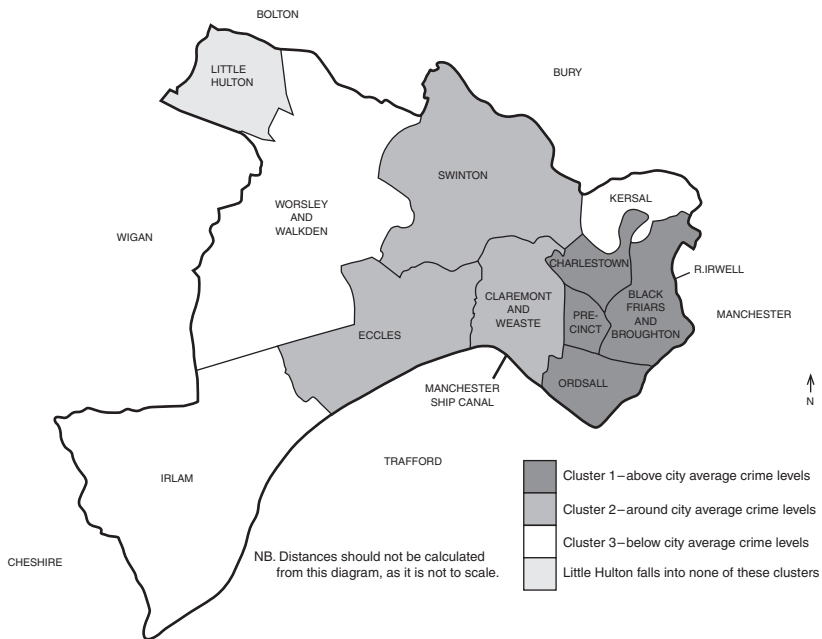 BOLTON
LITTLE
HULTON
BURY
SWINTON
KERSAL
WORSLEY
AND
WALKDEN
WIGAN
CHARLESTOWN
R.IRWELL
BLACK
FRIARS
AND
BROUGHTON
CLAREMONT
AND
WEASTE
PRE-
CINCT
MANCHESTER
ECCLES
ORDSALL
MANCHESTER
SHIP CANAL
N
TRAFFORD
IRLAM
CHESHIRE
Cluster 1–above city average crime levels
Cluster 2–around city average crime levels
Cluster 3–below city average crime levels
Little Hulton falls into none of these clusters
NB. Distances should not be calculated
from this diagram, as it is not to scale.